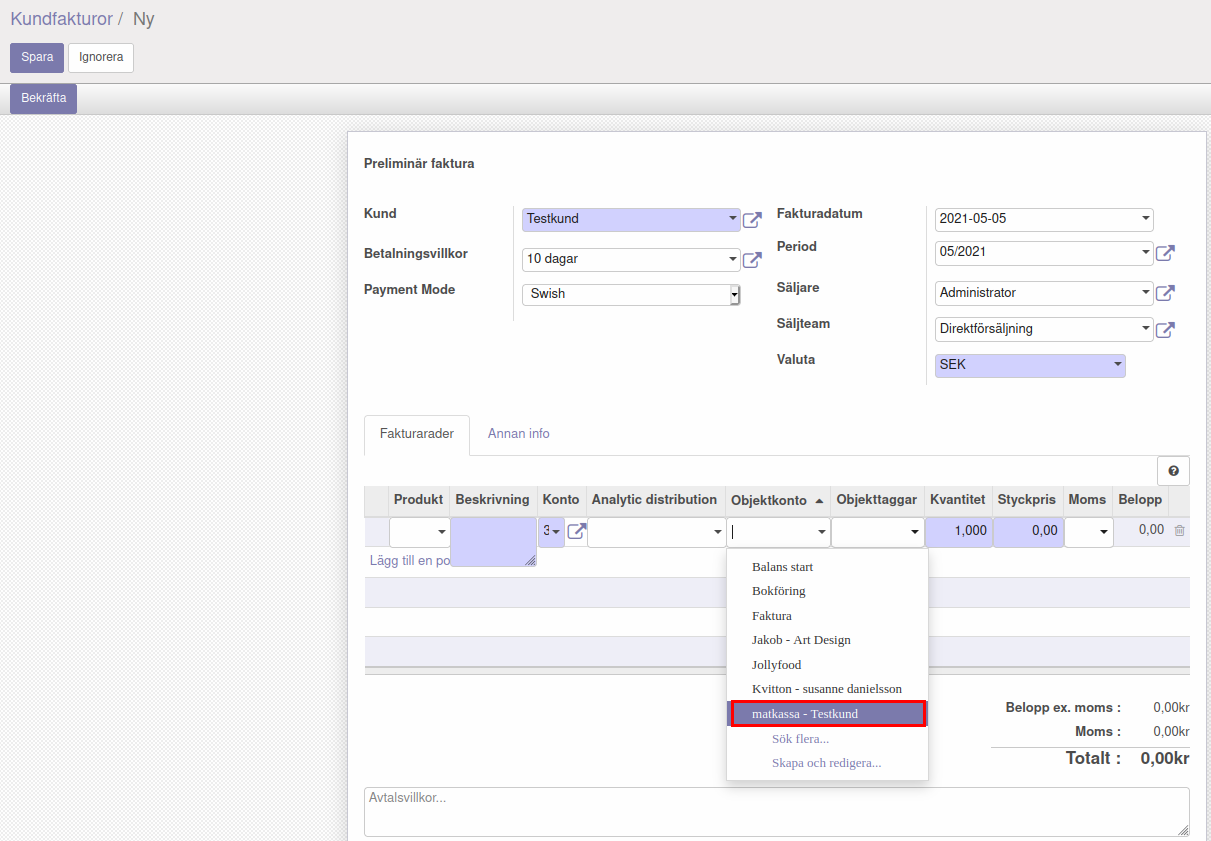 Kundfakturor / Ny
Spara Ignorera
Bekräfta
Preliminär faktura
Kund Testkund
Betalningsvillkor 10 dagar
Payment Mode Swish
Fakturadatum 2021-05-05
Period 05/2021
Säljare Administrator
Säljteam Direktförsäljning
Valuta SEK
Fakturarader Annan info
Produkt Beskrivning Konto Analytic distribution Objektkonto Objekttaggar Kvantitet Styckpris Moms Belopp
3 1,000 0,00 0,00
Lägg till en po
Balans start
Bokföring
Faktura
Jakob - Art Design
Jollyfood
Kvitton - susanne danielsson
matkassa - Testkund
Sök flera...
Skapa och redigera...
Belopp ex. moms : 0,00kr
Moms : 0,00kr
Totalt : 0,00kr
Avtalsvillkor...